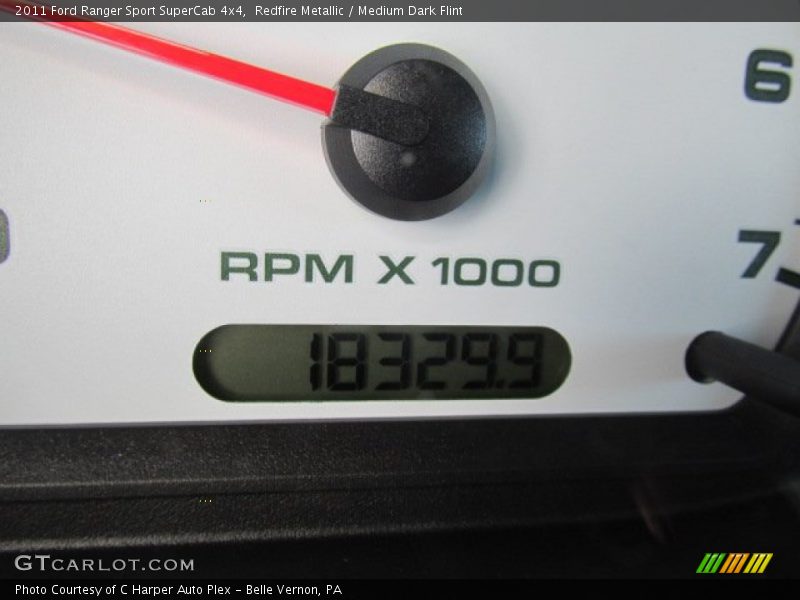 2011 Ford Ranger Sport SuperCab 4x4,  Redfire Metallic / Medium Dark Flint
6
7
RPM X 1000
18329.9
GTCARLOT.COM
Photo Courtesy of C Harper Auto Plex - Belle Vernon, PA